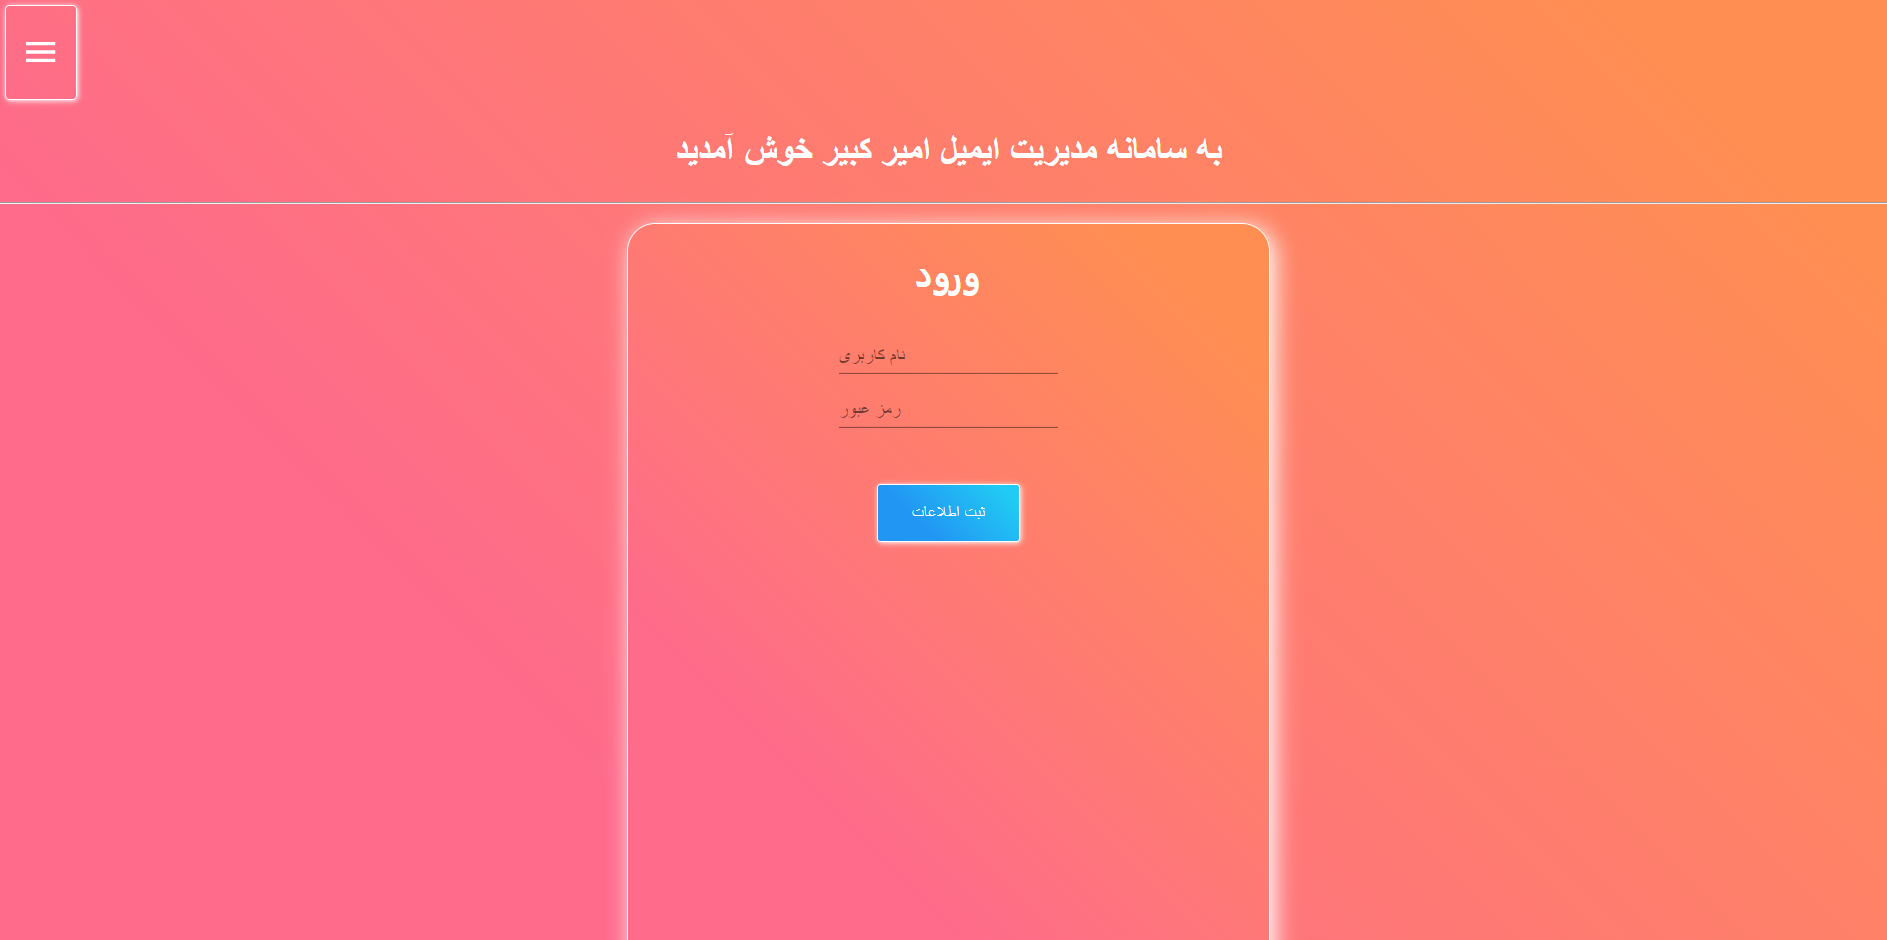 به سامانه مدیریت ایمیل امیر کبیر خوش آمدید
ورود
نام کاربری
رمز عبور
ثبت اطلاعات